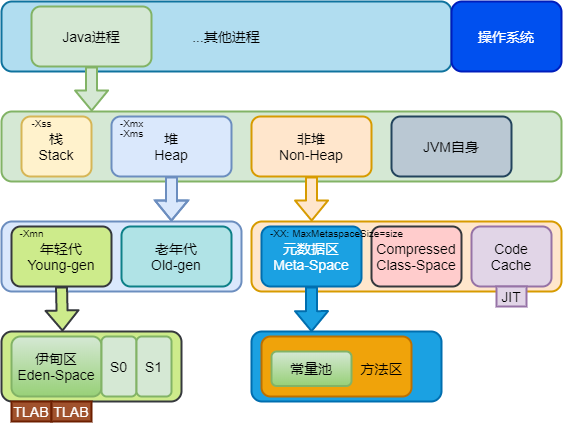 Java进程
...其他进程
操作系统
-Xss
栈
Stack
-Xmx
-Xms
堆
Heap
非堆
Non-Heap
JVM自身
-Xmn
年轻代
Young-gen
老年代
Old-gen
-XX: MaxMetaspaceSize=size
元数据区
Meta-Space
Compressed
Class-Space
Code
Cache
JIT
伊甸区
Eden-Space
S0
S1
TLAB
TLAB
常量池
方法区